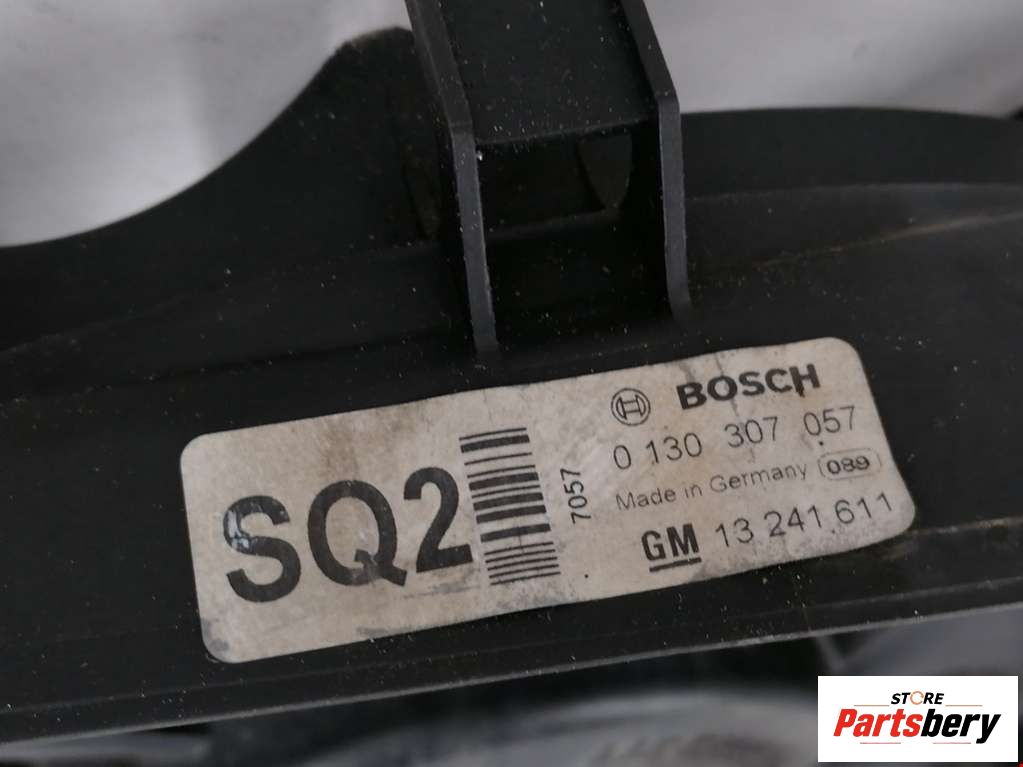 SQ2
7057
BOSCH
0 130 307 057
Made in Germany 089
GM 13 241 611
STORE
Partsbery